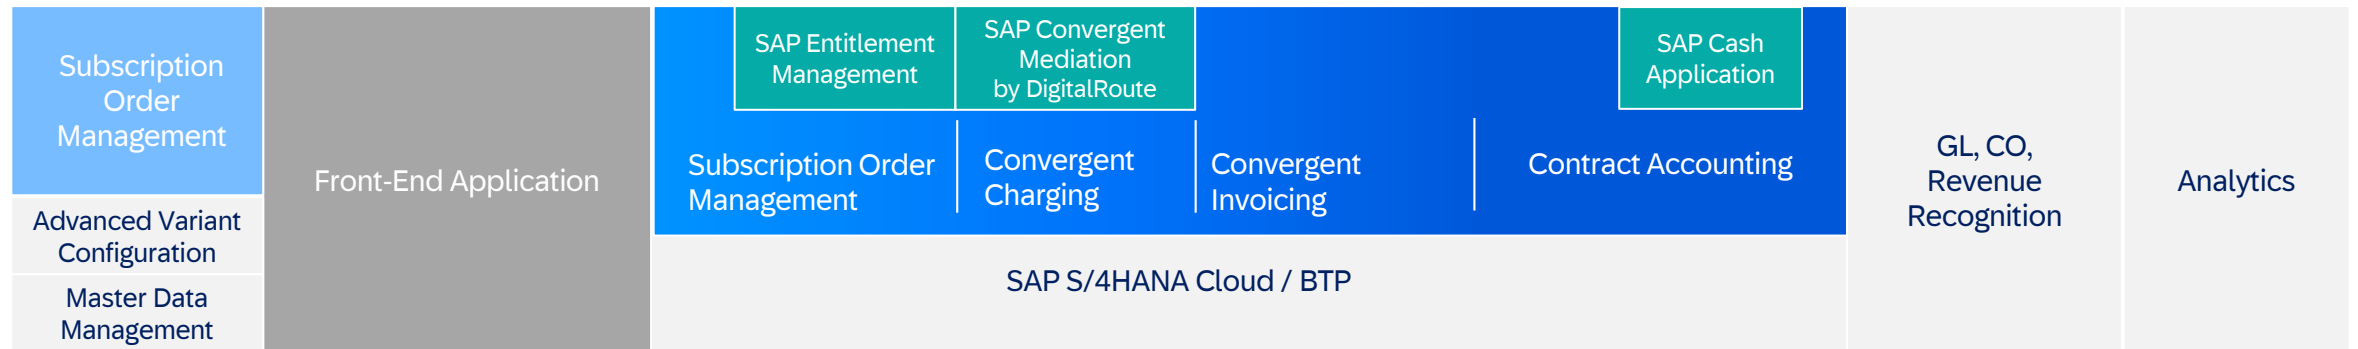 Subscription
Order
Management
Advanced Variant
Configuration
Master Data
Management
Front-End Application
SAP Entitlement
Management
SAP Convergent
Mediation
by DigitalRoute
SAP Cash
Application
Subscription Order
Management
Convergent
Charging
Convergent
Invoicing
Contract Accounting
SAP S/4HANA Cloud / BTP
GL, CO,
Revenue
Recognition
Analytics